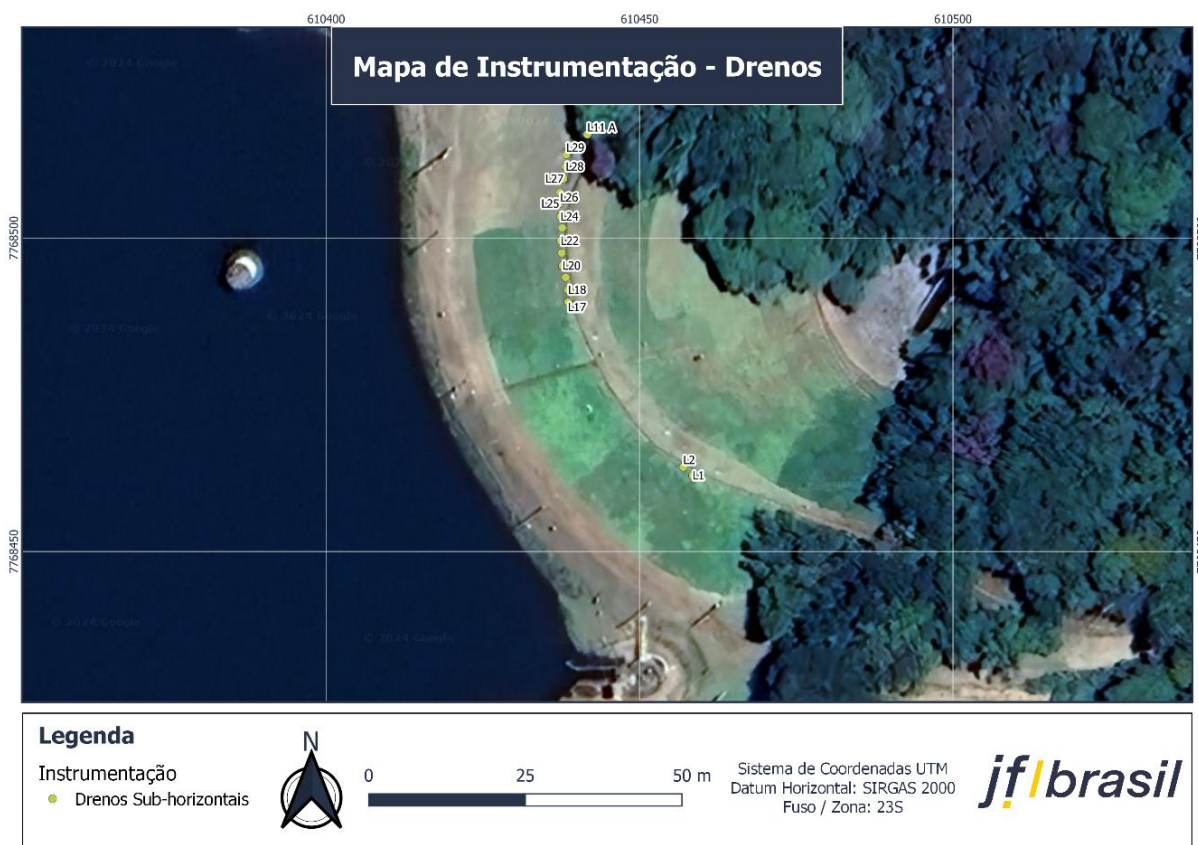 610400
610450
610500
© 2024 Google
Mapa de Instrumentação - Drenos
L11 A
L29
L28
L27
L26
L25
L24
7768500
L22
L20
L18
L17
© 2024 Google
© 2024 Google
L2
L1
7768450
© 2024 Google
© 2024 Google
Legenda
Instrumentação
Drenos Sub-horizontais
N
0
25
50 m
Sistema de Coordenadas UTM
Datum Horizontal: SIRGAS 2000
Fuso / Zona: 23S
jf/brasil